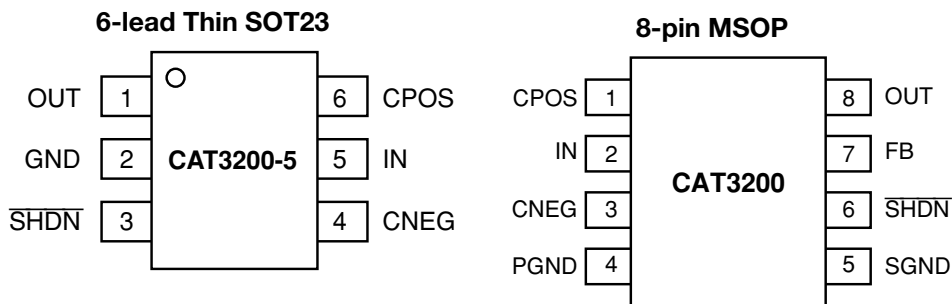 6-lead Thin SOT23
OUT 1 6 CPOS
GND 2 CAT3200-5 5 IN
SHDN 3 4 CNEG
8-pin MSOP
CPOS 1 8 OUT
IN 2 7 FB
CAT3200
CNEG 3 6 SHDN
PGND 4 5 SGND